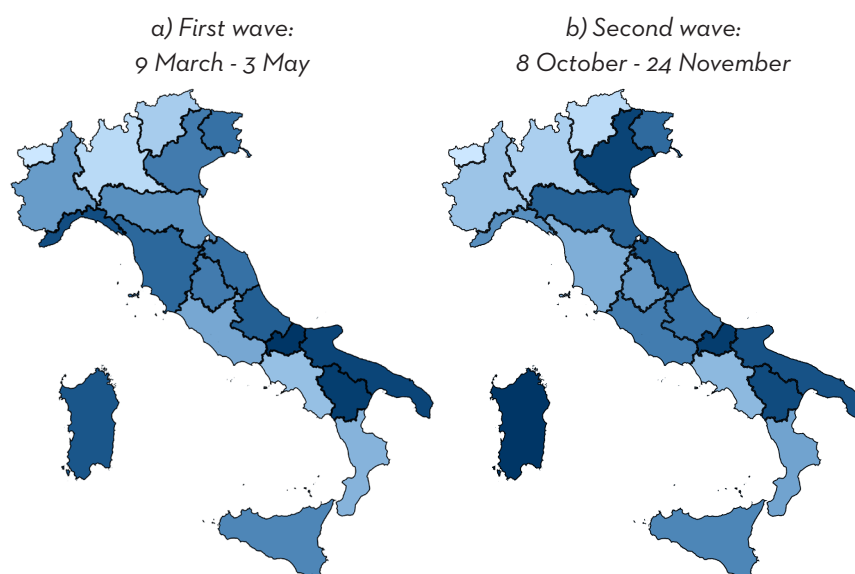 a) First wave:
9 March - 3 May
b) Second wave:
8 October - 24 November